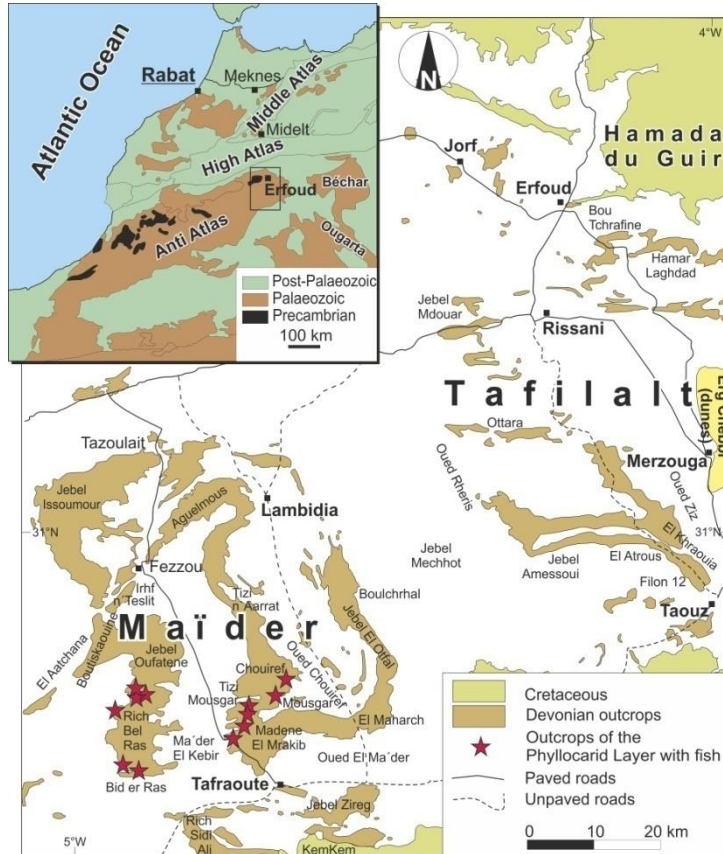 Atlantic Ocean
Rabat
Meknes
Middle Atlas
Midelt
High Atlas
Erfoud
Béchar
Anti Atlas
Ougarta
Post-Palaeozoic
Palaeozoic
Precambrian
100 km
N
4°W
Hamada
du Guir
Jorf
Erfoud
Bou
Tchrafine
Hamar
Laghdad
Jebel
Mdouar
Rissani
Tafilalt
Erg Chebbi
(dunes)
Ottara
Merzouga
Oued Rheris
Oued Ziz
Tazoulait
Jebel
Issoumour
Aguelmous
Lambidia
31°N
31°N
El Khraouia
Jebel
Mechhot
Jebel
Amessoui
El Atrous
Filon 12
Taouz
Fezzou
Irhf
n´Teslit
Tizi
n´Aarrat
Boulchrhal
Maïder
Jebel El Otfal
El Aatchana
Boutiskaouine
Jebel
Oufatene
Chouiref
Oued Chouiref
Tizi
Mousgar
Mousgar
Rich
Bel
Ras
Madene
El Mrakib
El Maharch
Ma'der
El Kebir
Oued El Ma'der
Bid er Ras
Tafraoute
Jebel Zireg
5°W
Rich
Sidi
Ali
KemKem
Cretaceous
Devonian outcrops
Outcrops of the
Phyllocarid Layer with fish
Paved roads
Unpaved roads
0 10 20 km